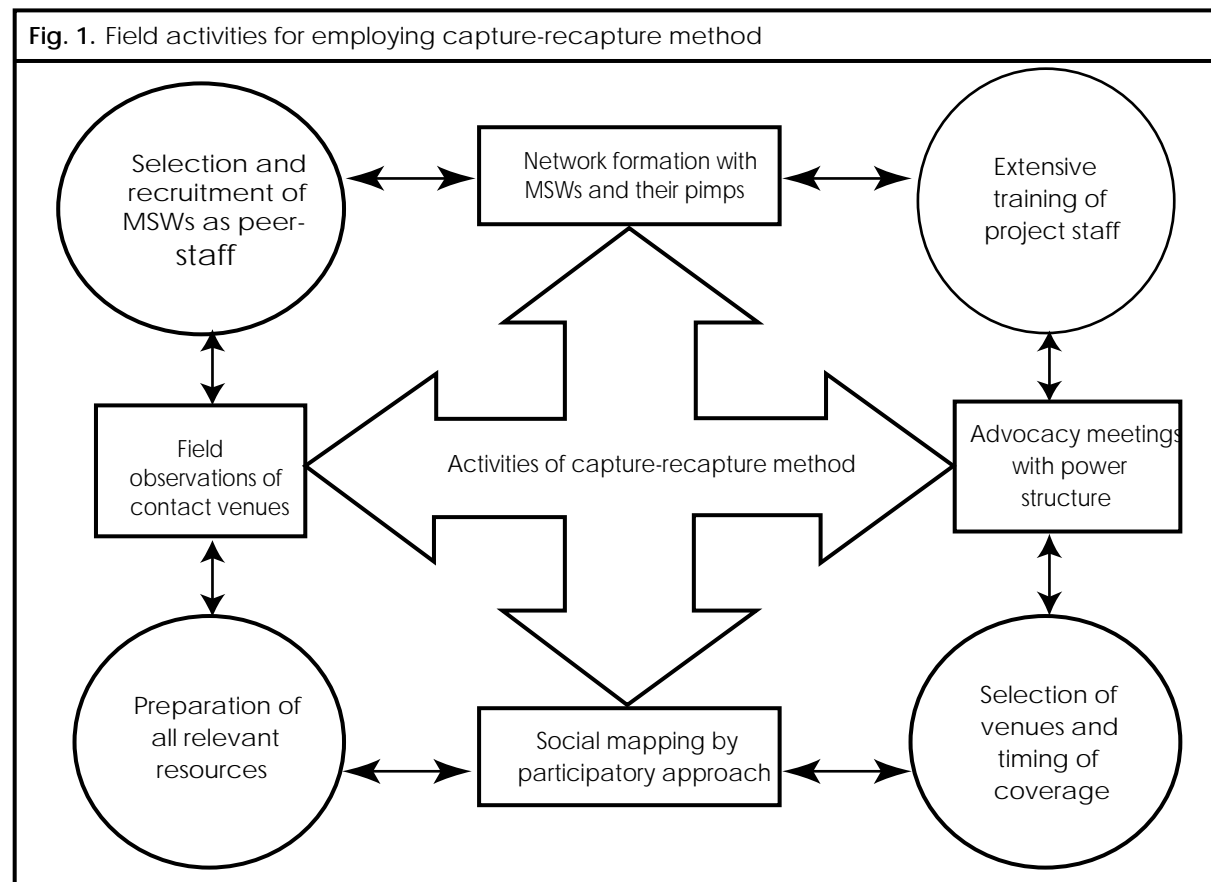 Fig. 1. Field activities for employing capture-recapture method
Selection and
recruitment of
MSWs as peer-
staff
Network formation with
MSWs and their pimps
Extensive
training of
project staff
Field
observations of
contact venues
Activities of capture-recapture method
Advocacy meetings
with power
structure
Preparation of
all relevant
resources
Social mapping by
participatory approach
Selection of
venues and
timing of
coverage